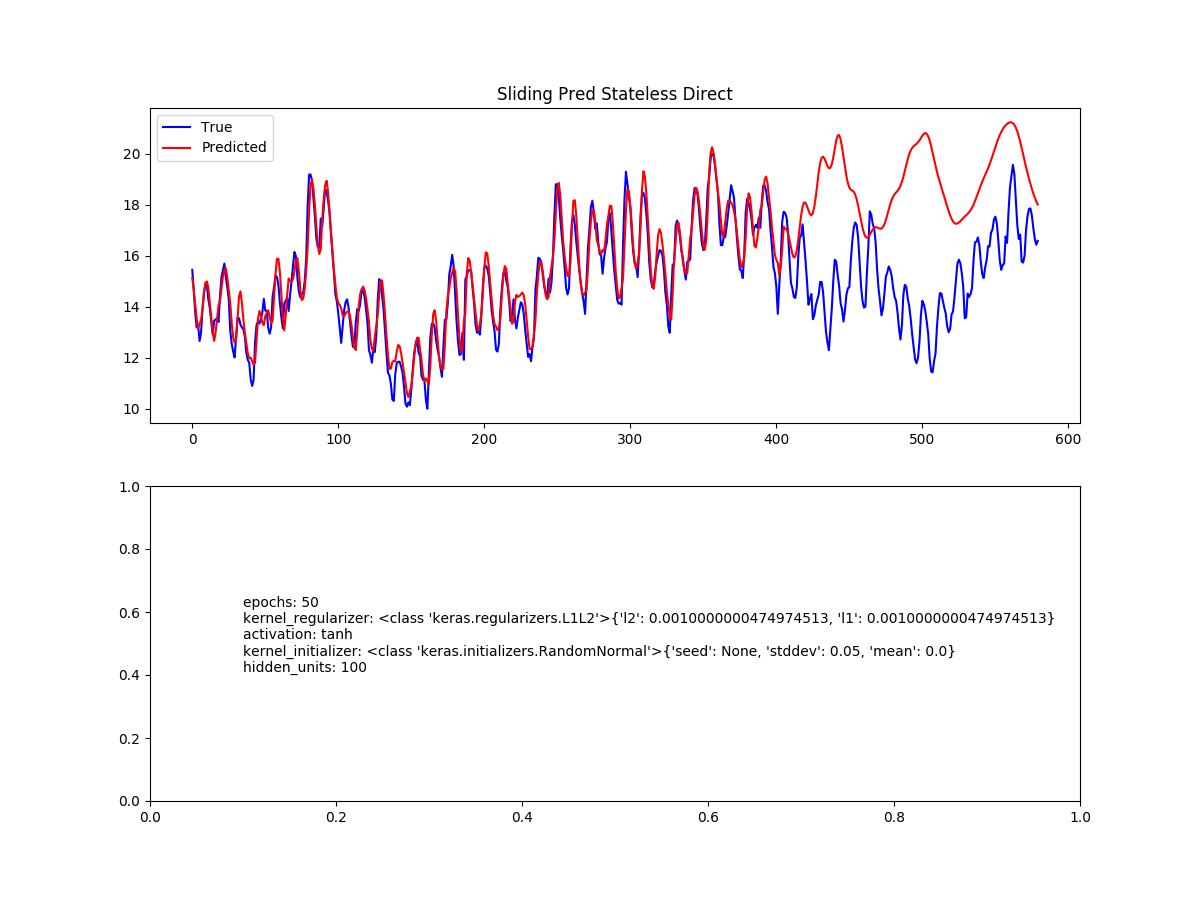 Sliding Pred Stateless Direct
True
Predicted
20
18
16
14
12
10
0 100 200 300 400 500 600
1.0
0.8
0.6
0.4
0.2
0.0
epochs: 50
kernel_regularizer: <class 'keras.regularizers.L1L2'>{'l2': 0.0010000000474974513, 'l1': 0.0010000000474974513}
activation: tanh
kernel_initializer: <class 'keras.initializers.RandomNormal'>{'seed': None, 'stddev': 0.05, 'mean': 0.0}
hidden_units: 100
0.0 0.2 0.4 0.6 0.8 1.0